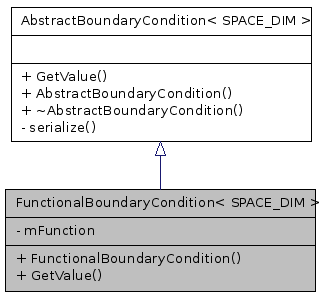 AbstractBoundaryCondition< SPACE_DIM >
+ GetValue()
+ AbstractBoundaryCondition()
+ ~AbstractBoundaryCondition()
- serialize()
FunctionalBoundaryCondition< SPACE_DIM >
- mFunction
+ FunctionalBoundaryCondition()
+ GetValue()